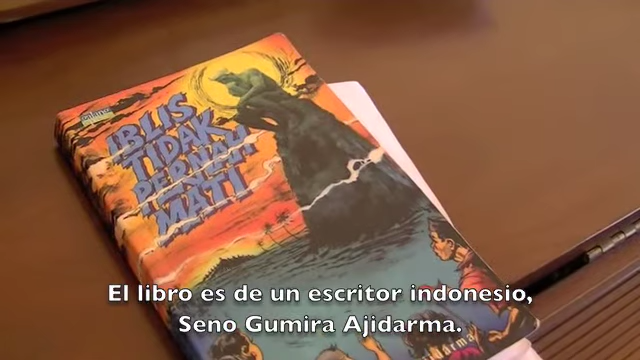 IBLIS
TIDAK
PERNAH
MATI
El libro es de un escritor indonesio,
Seno Gumira Ajidarma.